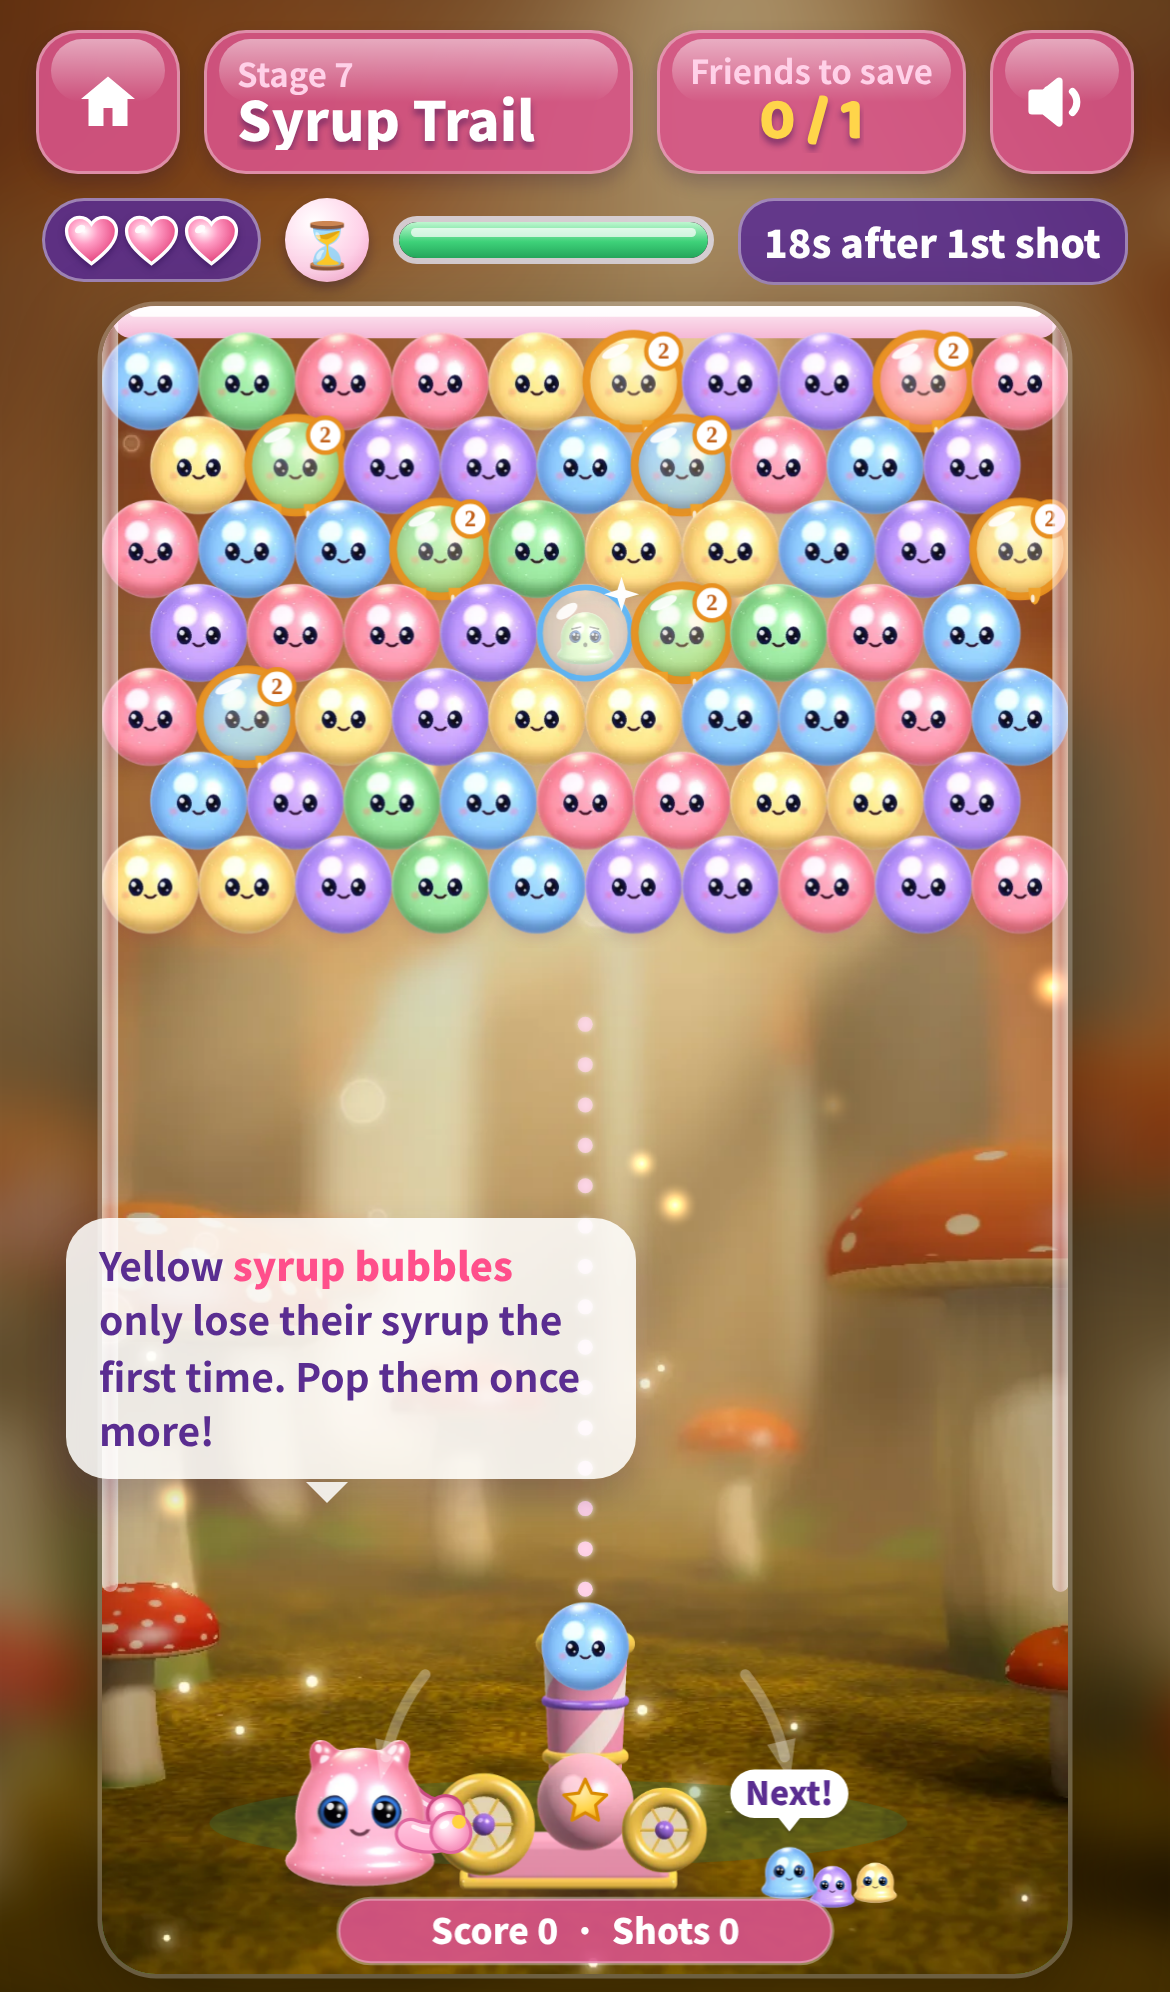 Stage 7
Syrup Trail
Friends to save
0 / 1
18s after 1st shot
2
2
2
2
2
2
2
2
Yellow syrup bubbles
only lose their syrup the
first time. Pop them once
more!
Next!
Score 0 · Shots 0